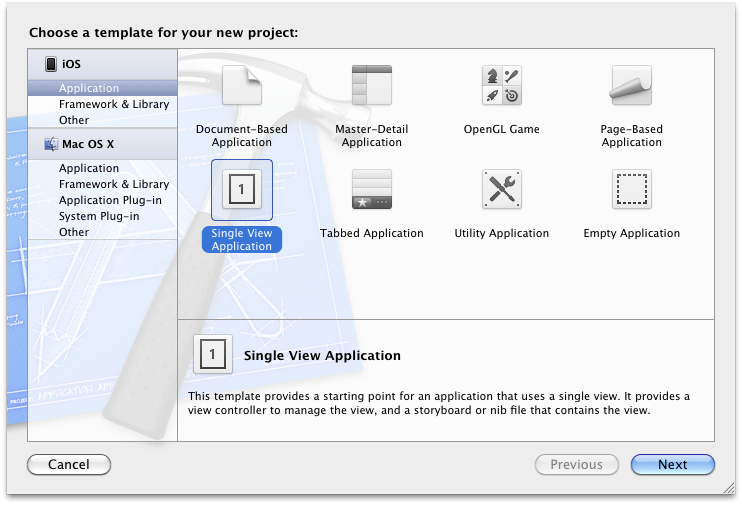 Choose a template for your new project:
iOS
Application
Framework & Library
Other
Mac OS X
Application
Framework & Library
Application Plug-in
System Plug-in
Other
Document-Based
Application
Master-Detail
Application
OpenGL Game
Page-Based
Application
1
Single View
Application
Tabbed Application
Utility Application
Empty Application
1
Single View Application
This template provides a starting point for an application that uses a single view. It provides a
view controller to manage the view, and a storyboard or nib file that contains the view.
Cancel
Previous
Next